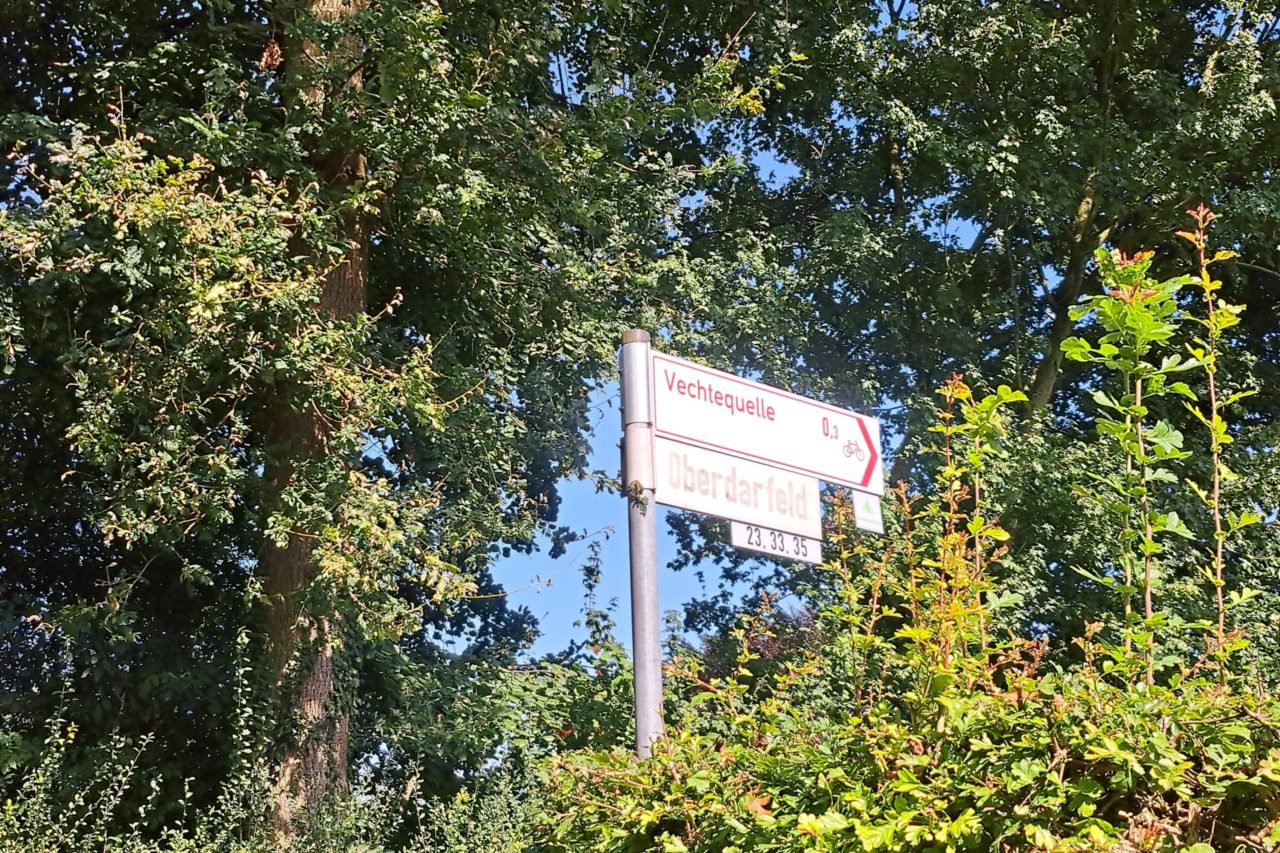 Vechtequelle
0,3
Oberdarfeld
23, 33, 35